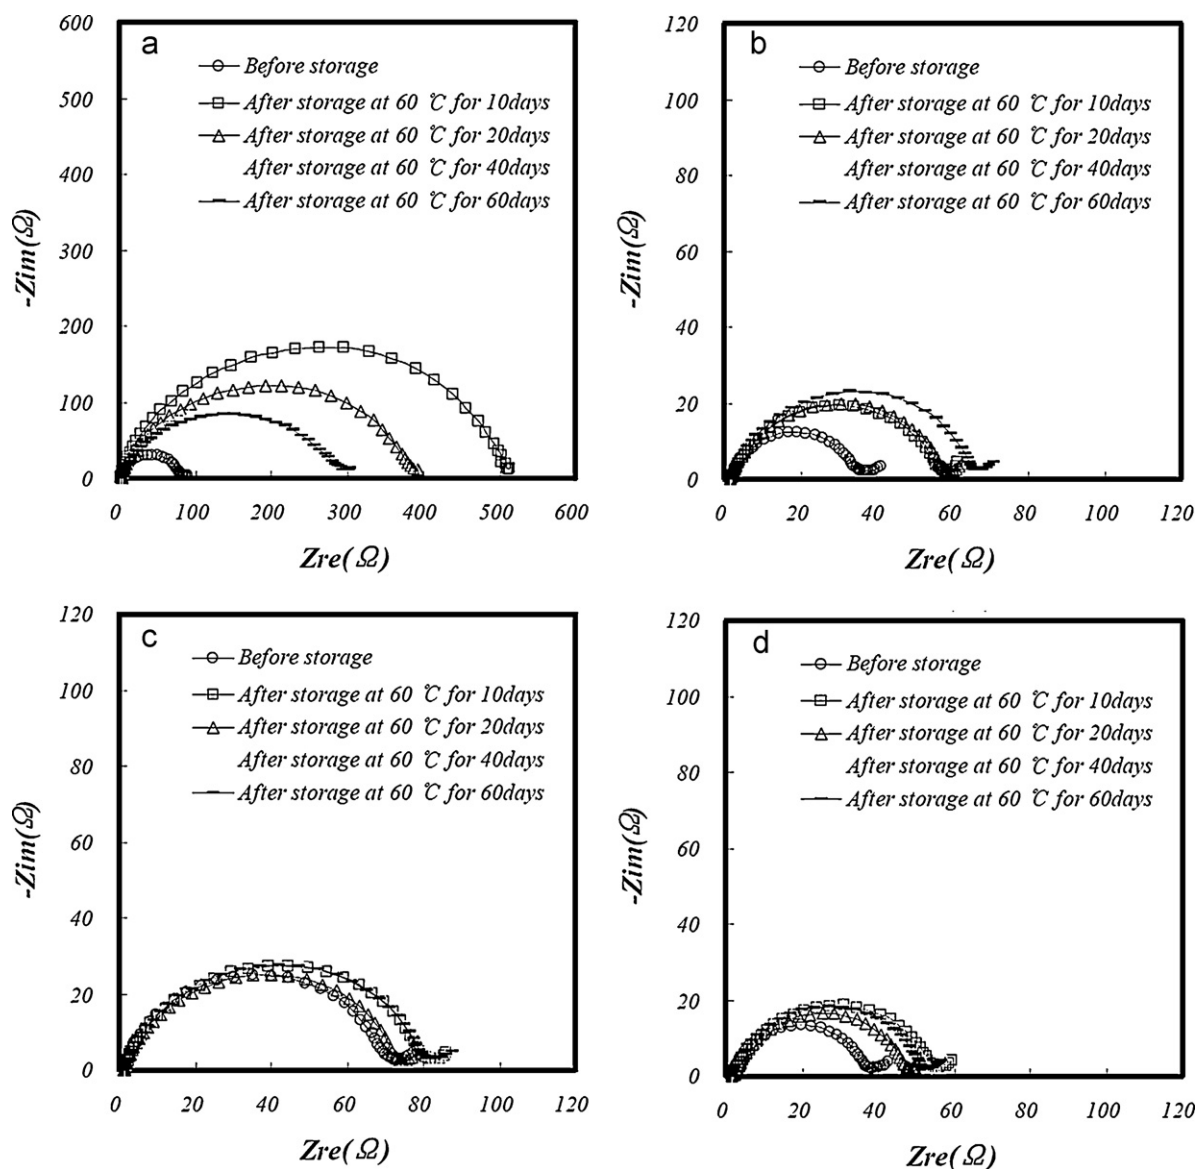 a
Before storage
After storage at 60 ℃ for 10days
After storage at 60 ℃ for 20days
After storage at 60 ℃ for 40days
After storage at 60 ℃ for 60days
600
500
400
300
200
100
0
-Zim(Ω)
0 100 200 300 400 500 600
Zre(Ω)
b
Before storage
After storage at 60 ℃ for 10days
After storage at 60 ℃ for 20days
After storage at 60 ℃ for 40days
After storage at 60 ℃ for 60days
120
100
80
60
40
20
0
-Zim(Ω)
0 20 40 60 80 100 120
Zre(Ω)
c
Before storage
After storage at 60 ℃ for 10days
After storage at 60 ℃ for 20days
After storage at 60 ℃ for 40days
After storage at 60 ℃ for 60days
120
100
80
60
40
20
0
-Zim(Ω)
0 20 40 60 80 100 120
Zre(Ω)
d
Before storage
After storage at 60 ℃ for 10days
After storage at 60 ℃ for 20days
After storage at 60 ℃ for 40days
After storage at 60 ℃ for 60days
120
100
80
60
40
20
0
-Zim(Ω)
0 20 40 60 80 100 120
Zre(Ω)